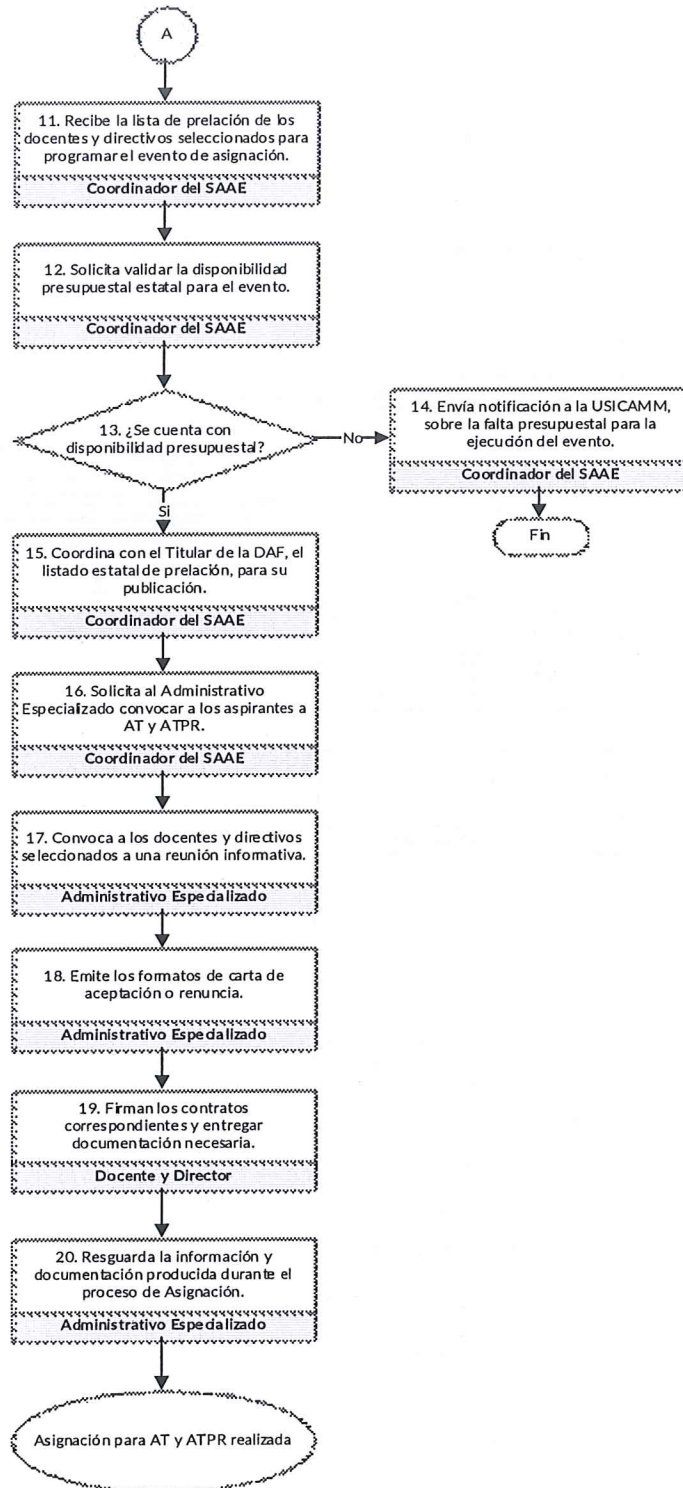 A
11. Recibe la lista de prelación de los
docentes y directivos seleccionados para
programar el evento de asignación.
Coordinador del SAAE
12. Solicita validar la disponibilidad
presupuestal estatal para el evento.
Coordinador del SAAE
13. ¿Se cuenta con
disponibilidad presupuestal?
No
14. Envía notificación a la USICAMM,
sobre la falta presupuestal para la
ejecución del evento.
Coordinador del SAAE
Fin
Si
15. Coordina con el Titular de la DAF, el
listado estatal de prelación, para su
publicación.
Coordinador del SAAE
16. Solicita al Administrativo
Especializado convocar a los aspirantes a
AT y ATPR.
Coordinador del SAAE
17. Convoca a los docentes y directivos
seleccionados a una reunión informativa.
Administrativo Especializado
18. Emite los formatos de carta de
aceptación o renuncia.
Administrativo Especializado
19. Firman los contratos
correspondientes y entregar
documentación necesaria.
Docente y Director
20. Resguarda la información y
documentación producida durante el
proceso de Asignación.
Administrativo Especializado
Asignación para AT y ATPR realizada